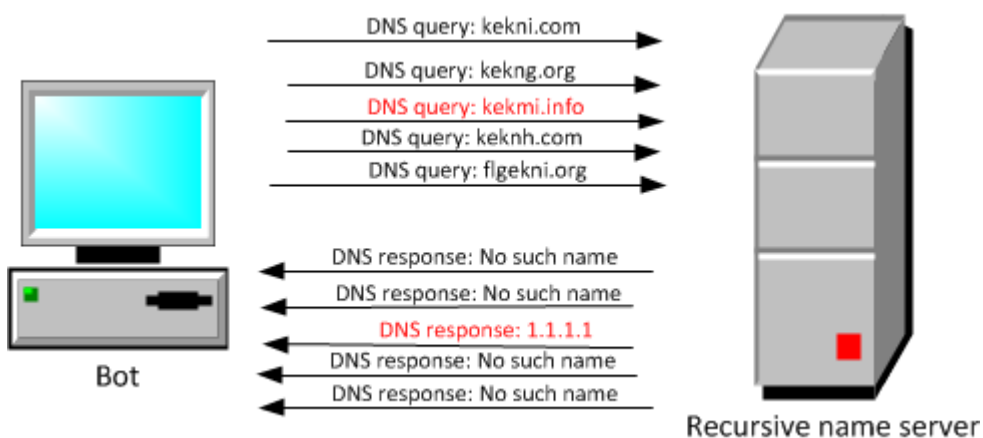 DNS query: kekni.com
DNS query: kekng.org
DNS query: kekmi.info
DNS query: keknh.com
DNS query: flgekni.org
DNS response: No such name
DNS response: No such name
DNS response: 1.1.1.1
DNS response: No such name
DNS response: No such name
Bot
Recursive name server